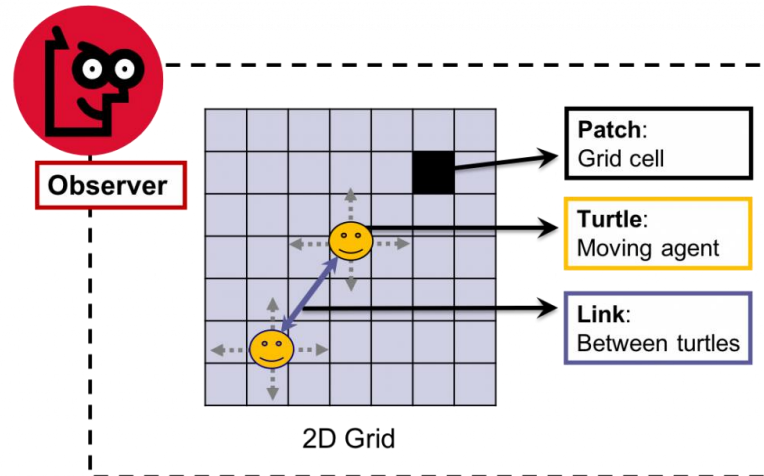 Observer
Patch:
Grid cell
Turtle:
Moving agent
Link:
Between turtles
2D Grid